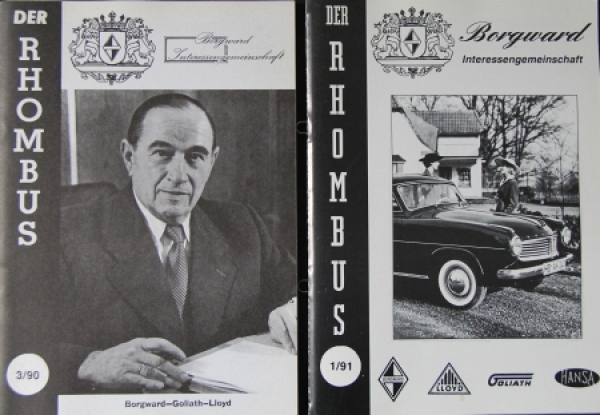 DER
RHOMBUS
Borgward
Interessengemeinschaft
3/90
Borgward–Goliath–Lloyd
DER
RHOMBUS
Borgward
Interessengemeinschaft
1/91
LLOYD
GOLIATH
HANSA